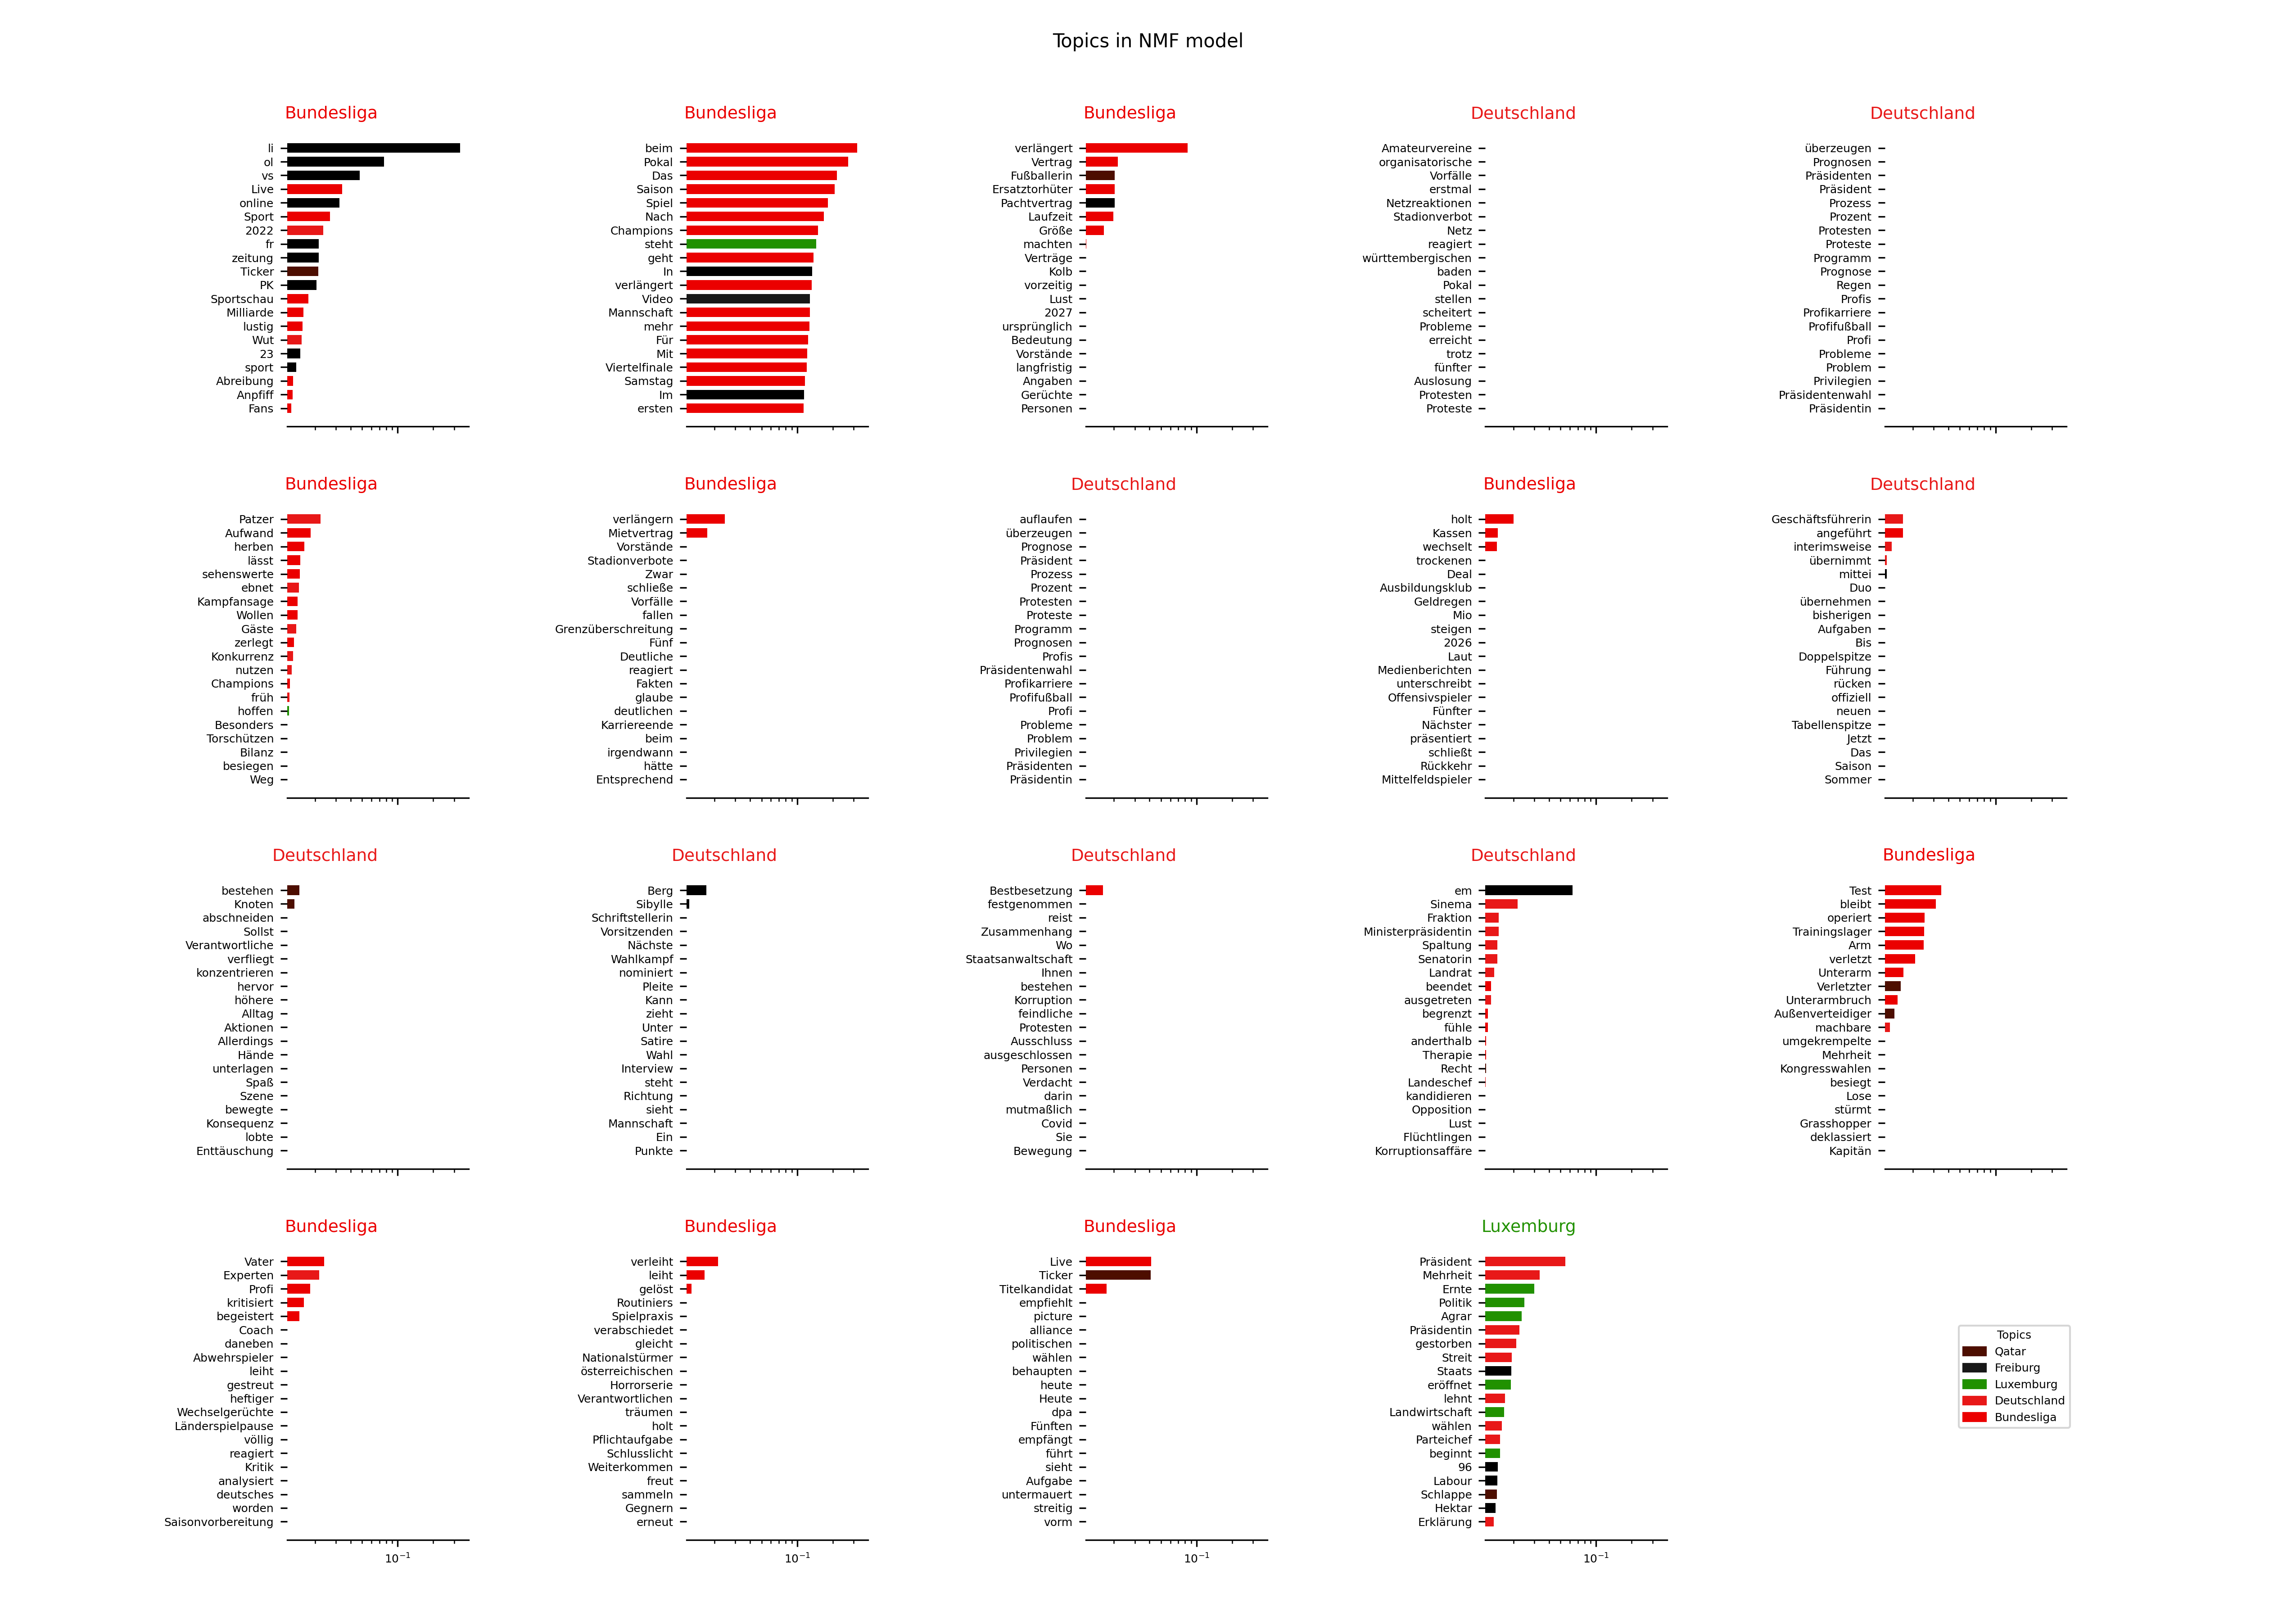 Topics in NMF model
Bundesliga
li
ol
vs
Live
online
Sport
2022
fr
zeitung
Ticker
PK
Sportschau
Milliarde
lustig
Wut
23
sport
Abreibung
Anpfiff
Fans
Bundesliga
beim
Pokal
Das
Saison
Spiel
Nach
Champions
steht
geht
In
verlängert
Video
Mannschaft
mehr
Für
Mit
Viertelfinale
Samstag
Im
ersten
Bundesliga
verlängert
Vertrag
Fußballerin
Ersatztorhüter
Pachtvertrag
Laufzeit
Größe
machten
Verträge
Kolb
vorzeitig
Lust
2027
ursprünglich
Bedeutung
Vorstände
langfristig
Angaben
Gerüchte
Personen
Deutschland
Amateurvereine
organisatorische
Vorfälle
erstmal
Netzreaktionen
Stadionverbot
Netz
reagiert
württembergischen
baden
Pokal
stellen
scheitert
Probleme
erreicht
trotz
fünfter
Auslosung
Protesten
Proteste
Deutschland
überzeugen
Prognosen
Präsidenten
Präsident
Prozess
Prozent
Protesten
Proteste
Programm
Prognose
Regen
Profis
Profikarriere
Profifußball
Profi
Probleme
Problem
Privilegien
Präsidentenwahl
Präsidentin
Bundesliga
Patzer
Aufwand
herben
lässt
sehenswerte
ebnet
Kampfansage
Wollen
Gäste
zerlegt
Konkurrenz
nutzen
Champions
früh
hoffen
Besonders
Torschützen
Bilanz
besiegen
Weg
Bundesliga
verlängern
Mietvertrag
Vorstände
Stadionverbote
Zwar
schließe
Vorfälle
fallen
Grenzüberschreitung
Fünf
Deutliche
reagiert
Fakten
glaube
deutlichen
Karriereende
beim
irgendwann
hätte
Entsprechend
Deutschland
auflaufen
überzeugen
Prognose
Präsident
Prozess
Prozent
Protesten
Proteste
Programm
Prognosen
Profis
Präsidentenwahl
Profikarriere
Profifußball
Profi
Probleme
Problem
Privilegien
Präsidenten
Präsidentin
Bundesliga
holt
Kassen
wechselt
trockenen
Deal
Ausbildungsklub
Geldregen
Mio
steigen
2026
Laut
Medienberichten
unterschreibt
Offensivspieler
Fünfter
Nächster
präsentiert
schließt
Rückkehr
Mittelfeldspieler
Deutschland
Geschäftsführerin
angeführt
interimsweise
übernimmt
mittei
Duo
übernehmen
bisherigen
Aufgaben
Bis
Doppelspitze
Führung
rücken
offiziell
neuen
Tabellenspitze
Jetzt
Das
Saison
Sommer
Deutschland
bestehen
Knoten
abschneiden
Sollst
Verantwortliche
verfliegt
konzentrieren
hervor
höhere
Alltag
Aktionen
Allerdings
Hände
unterlagen
Spaß
Szene
bewegte
Konsequenz
lobte
Enttäuschung
Deutschland
Berg
Sibylle
Schriftstellerin
Vorsitzenden
Nächste
Wahlkampf
nominiert
Pleite
Kann
zieht
Unter
Satire
Wahl
Interview
steht
Richtung
sieht
Mannschaft
Ein
Punkte
Deutschland
Bestbesetzung
festgenommen
reist
Zusammenhang
Wo
Staatsanwaltschaft
Ihnen
bestehen
Korruption
feindliche
Protesten
Ausschluss
ausgeschlossen
Personen
Verdacht
darin
mutmaßlich
Covid
Sie
Bewegung
Deutschland
em
Sinema
Fraktion
Ministerpräsidentin
Spaltung
Senatorin
Landrat
beendet
ausgetreten
begrenzt
fühle
anderthalb
Therapie
Recht
Landeschef
kandidieren
Opposition
Lust
Flüchtlingen
Korruptionsaffäre
Bundesliga
Test
bleibt
operiert
Trainingslager
Arm
verletzt
Unterarm
Verletzter
Unterarmbruch
Außenverteidiger
machbare
umgekrempelte
Mehrheit
Kongresswahlen
besiegt
Lose
stürmt
Grasshopper
deklassiert
Kapitän
Bundesliga
Vater
Experten
Profi
kritisiert
begeistert
Coach
daneben
Abwehrspieler
leiht
gestreut
heftiger
Wechselgerüchte
Länderspielpause
völlig
reagiert
Kritik
analysiert
deutsches
worden
Saisonvorbereitung
10⁻¹
Bundesliga
verleiht
leiht
gelöst
Routiniers
Spielpraxis
verabschiedet
gleicht
Nationalstürmer
österreichischen
Horrorserie
Verantwortlichen
träumen
holt
Pflichtaufgabe
Schlusslicht
Weiterkommen
freut
sammeln
Gegnern
erneut
10⁻¹
Bundesliga
Live
Ticker
Titelkandidat
empfiehlt
picture
alliance
politischen
wählen
behaupten
heute
Heute
dpa
Fünften
empfängt
führt
sieht
Aufgabe
untermauert
streitig
vorm
10⁻¹
Luxemburg
Präsident
Mehrheit
Ernte
Politik
Agrar
Präsidentin
gestorben
Streit
Staats
eröffnet
lehnt
Landwirtschaft
wählen
Parteichef
beginnt
96
Labour
Schlappe
Hektar
Erklärung
10⁻¹
Topics
Qatar
Freiburg
Luxemburg
Deutschland
Bundesliga